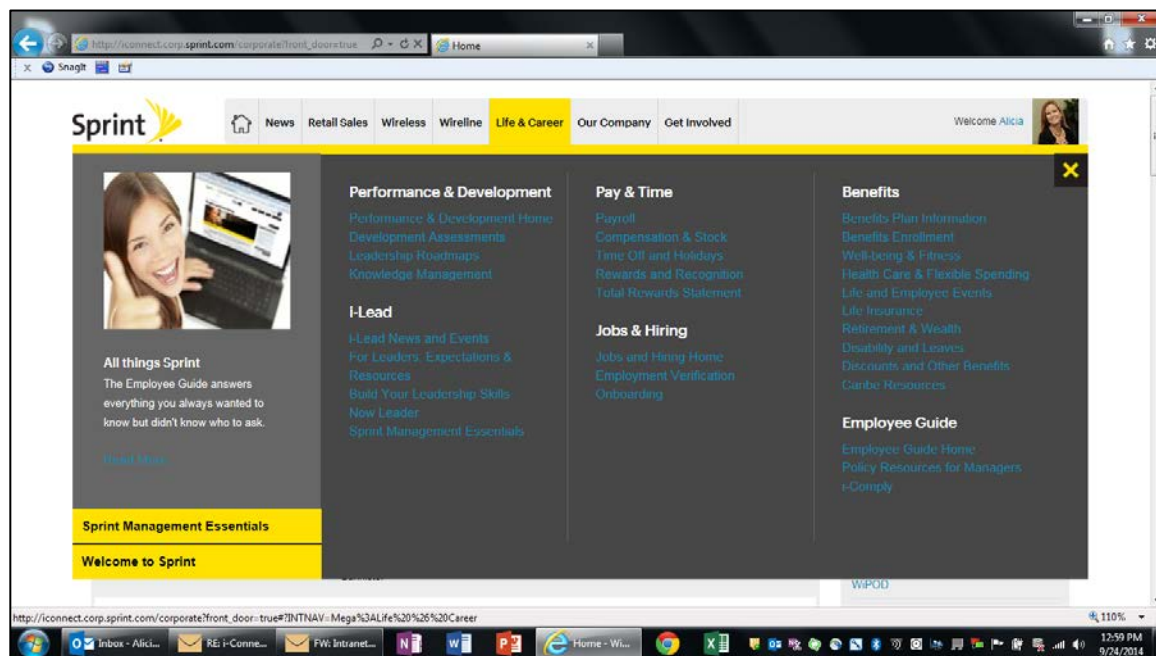 http://iconnect.corp.sprint.com/corporate?front_door=true
Home
SnagIt
Sprint
News
Retail Sales
Wireless
Wireline
Life & Career
Our Company
Get Involved
Welcome Alicia
All things Sprint
The Employee Guide answers
everything you always wanted to
know but didn't know who to ask.
Read More
Sprint Management Essentials
Welcome to Sprint
Performance & Development
Performance & Development Home
Development Assessments
Leadership Roadmaps
Knowledge Management
i-Lead
i-Lead News and Events
For Leaders: Expectations &
Resources
Build Your Leadership Skills
Now Leader
Sprint Management Essentials
Pay & Time
Payroll
Compensation & Stock
Time Off and Holidays
Rewards and Recognition
Total Rewards Statement
Jobs & Hiring
Jobs and Hiring Home
Employment Verification
Onboarding
Benefits
Benefits Plan Information
Benefits Enrollment
Well-being & Fitness
Health Care & Flexible Spending
Life and Employee Events
Life Insurance
Retirement & Wealth
Disability and Leaves
Discounts and Other Benefits
Caribe Resources
Employee Guide
Employee Guide Home
Policy Resources for Managers
i-Comply
WiPOD
http://iconnect.corp.sprint.com/corporate?front_door=true#?INTNAV=Mega%3ALife%20%26%20Career
110%
Inbox - Alici...
RE: i-Conne...
FW: Intranet...
Home - Wi...
12:59 PM
9/24/2014